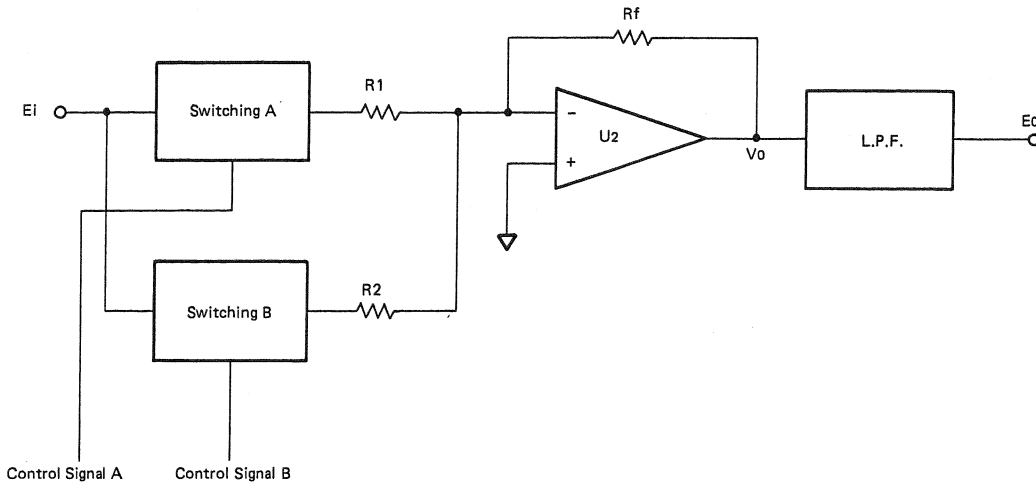 Rf
R1
Ei
Switching A
−
U2
+
Vo
L.P.F.
Eo
R2
Switching B
Control Signal A
Control Signal B